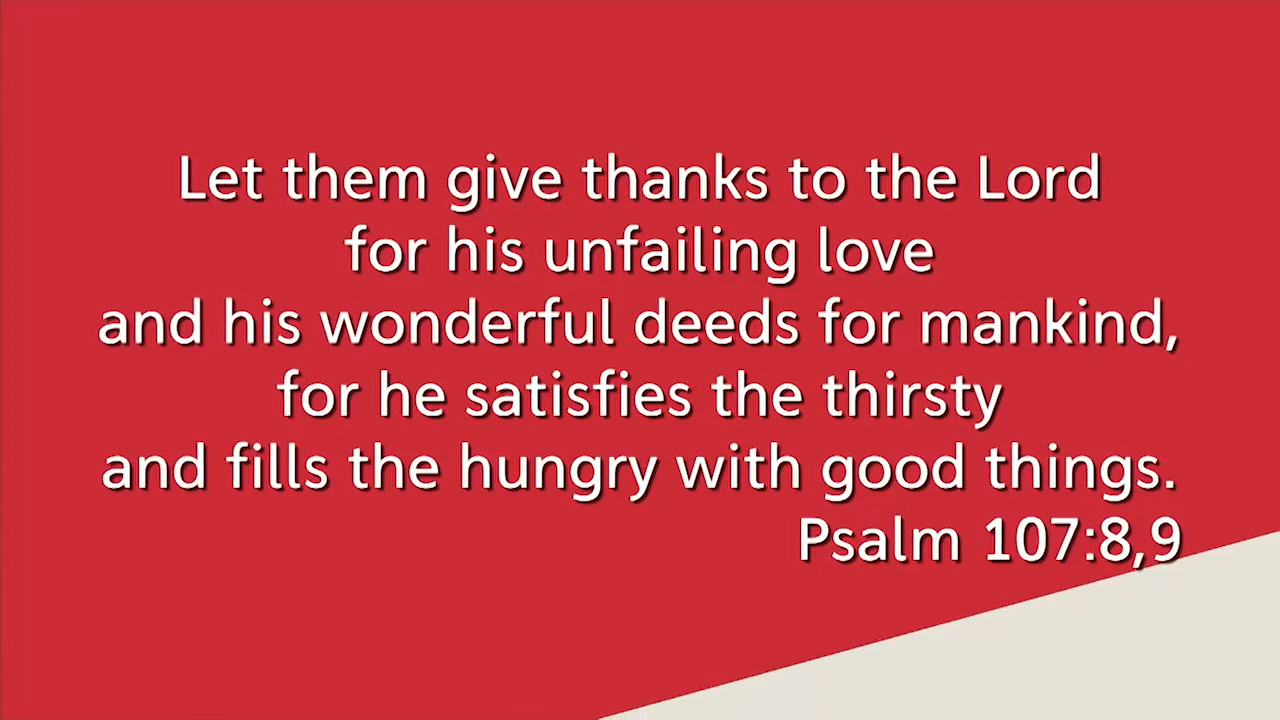 Let them give thanks to the Lord
for his unfailing love
and his wonderful deeds for mankind,
for he satisfies the thirsty
and fills the hungry with good things.
Psalm 107:8,9